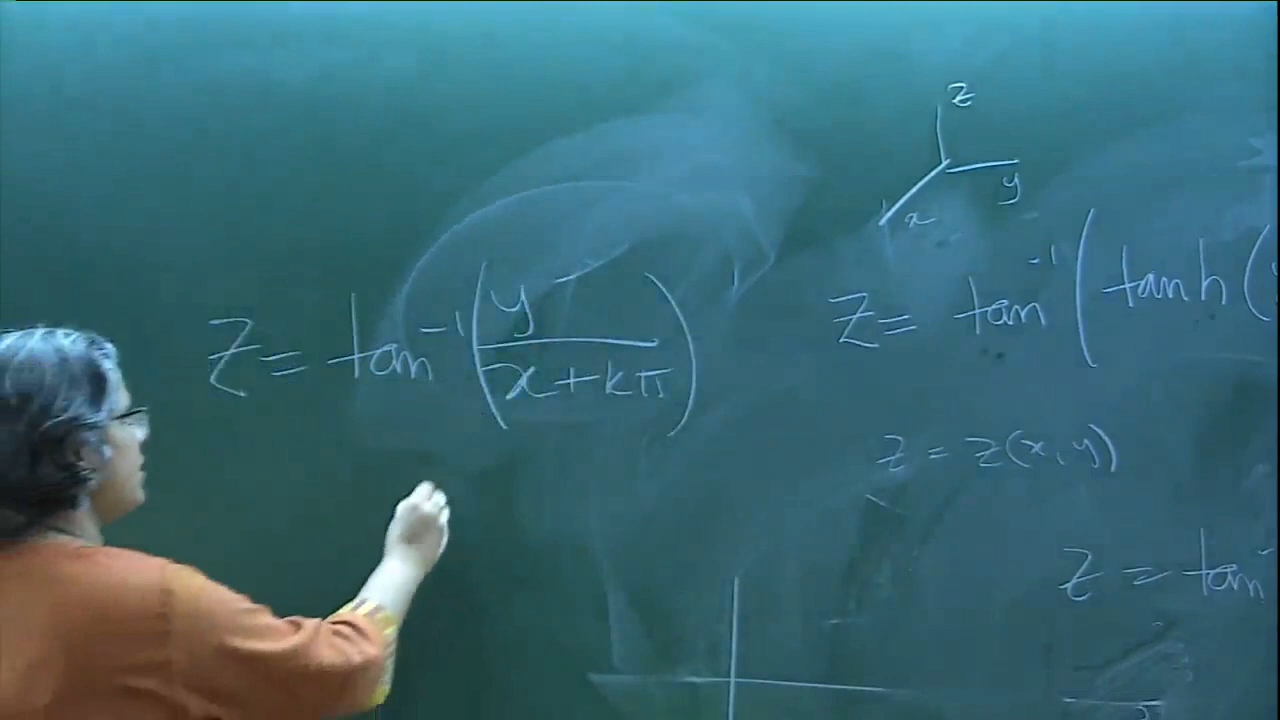 z
y
x
z = tan⁻¹(y / (x + kπ))
z = tan⁻¹(tanh(
z = z(x, y)
z = tan⁻